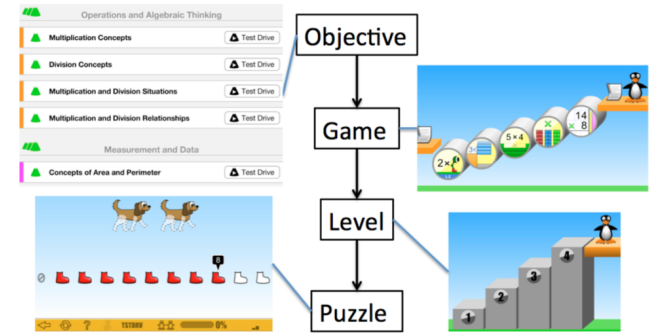 Operations and Algebraic Thinking
Multiplication Concepts
Test Drive
Division Concepts
Test Drive
Multiplication and Division Situations
Test Drive
Multiplication and Division Relationships
Test Drive
Measurement and Data
Concepts of Area and Perimeter
Test Drive
Objective
Game
Level
Puzzle
2×
3×
5×4
×
14
× 8
1
2
3
4
0
8
?
0%